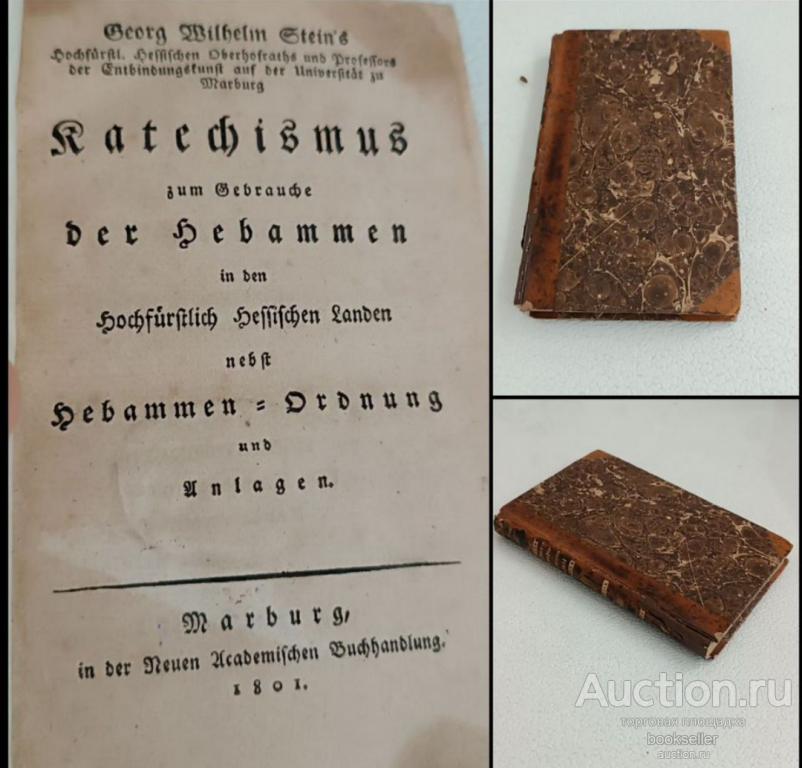 Georg Wilhelm Stein's
Hochfürstl. Hessischen Oberhofraths und Professors
der Entbindungskunst auf der Universität zu
Marburg
Katechismus
zum Gebrauche
der Hebammen
in den
Hochfürstlich Hessischen Landen
nebst
Hebammen = Ordnung
und
Anlagen.
Marburg,
in der Neuen Academischen Buchhandlung.
1801.
Auction.ru
торговая площадка
bookseller
auction.ru